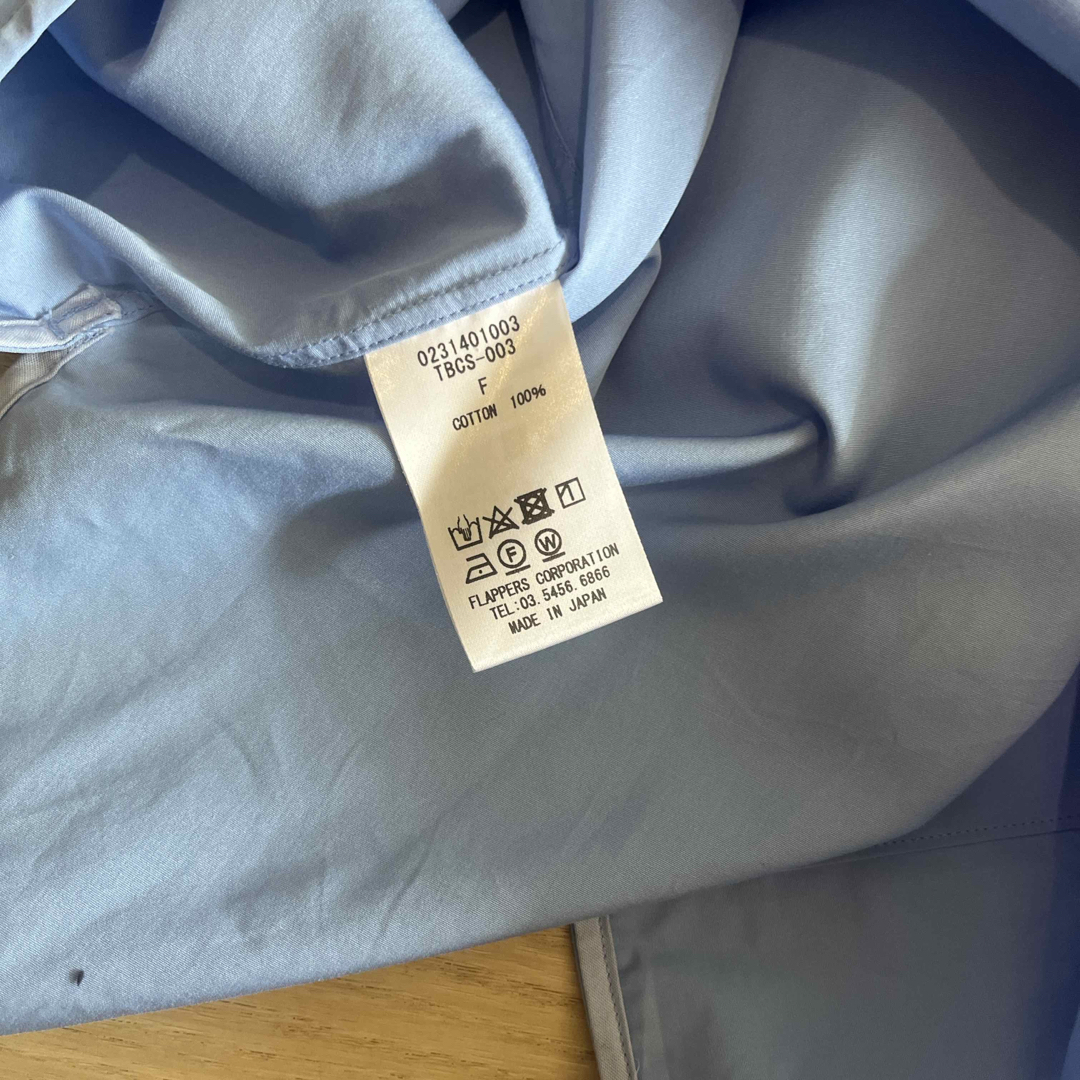 0231401003
TBCS-003
F
COTTON 100%
F W
FLAPPERS CORPORATION
TEL:03.5456.6866
MADE IN JAPAN